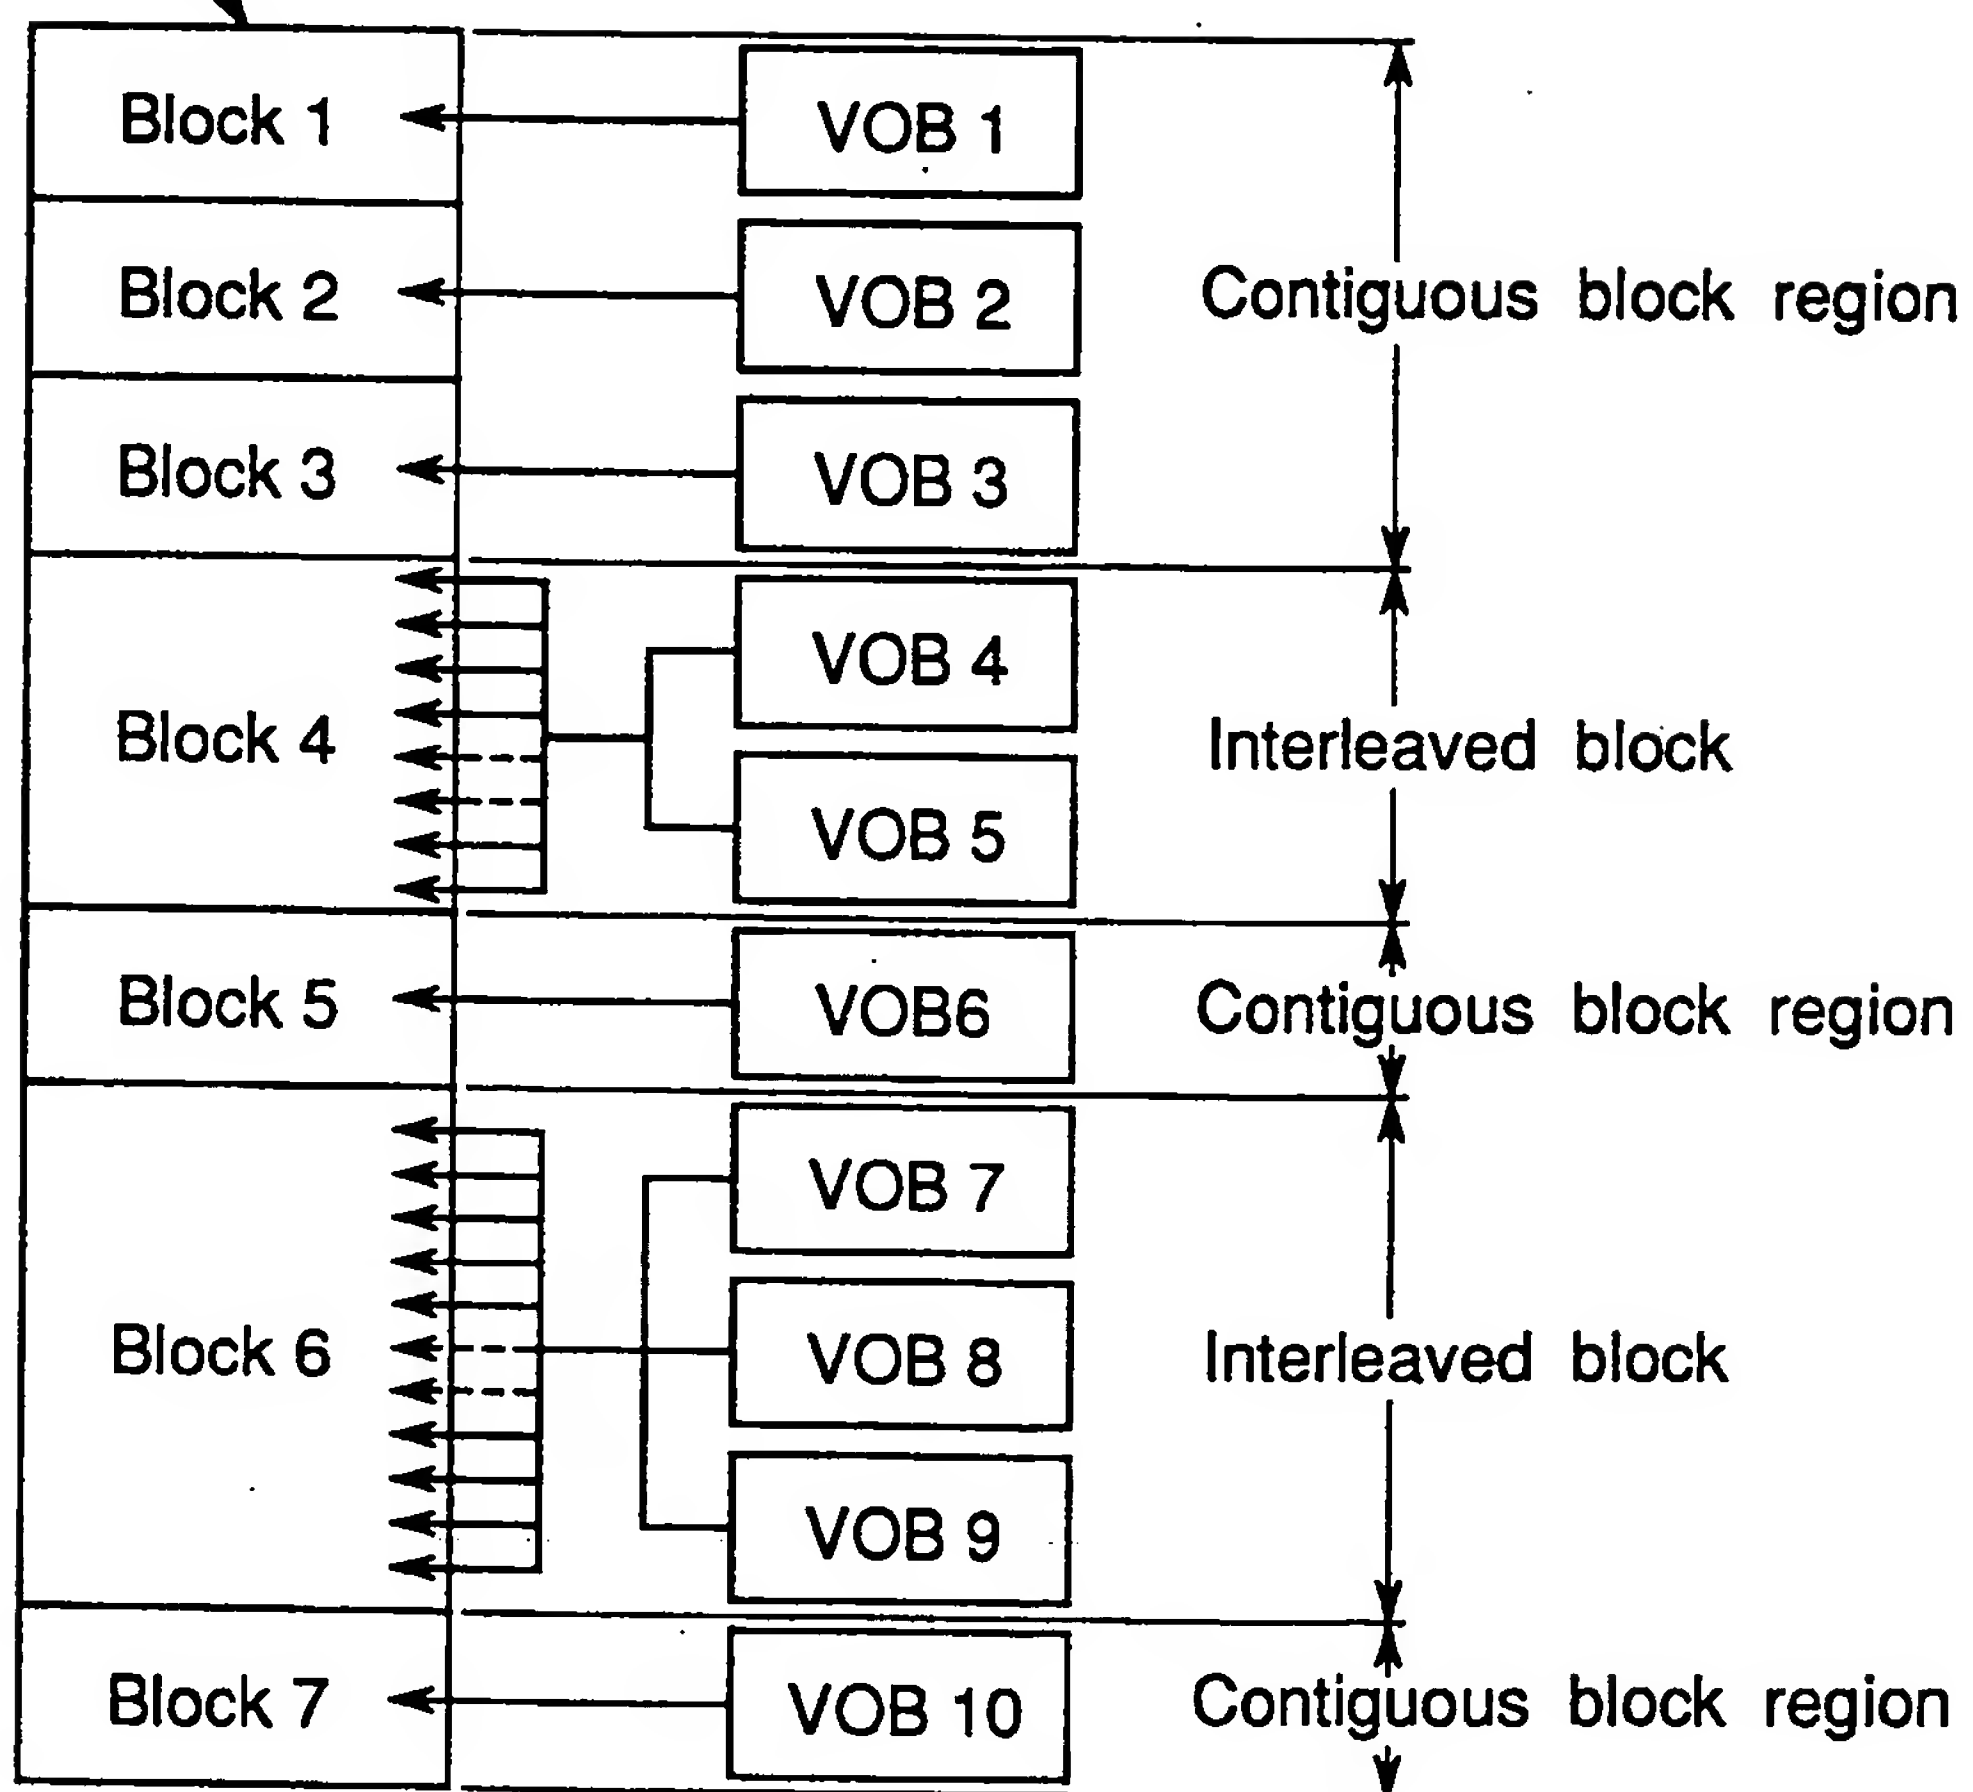 Block 1
VOB 1
Block 2
VOB 2
Contiguous block region
Block 3
VOB 3
VOB 4
Block 4
Interleaved block
VOB 5
Block 5
VOB6
Contiguous block region
VOB 7
Block 6
VOB 8
Interleaved block
VOB 9
Block 7
VOB 10
Contiguous block region